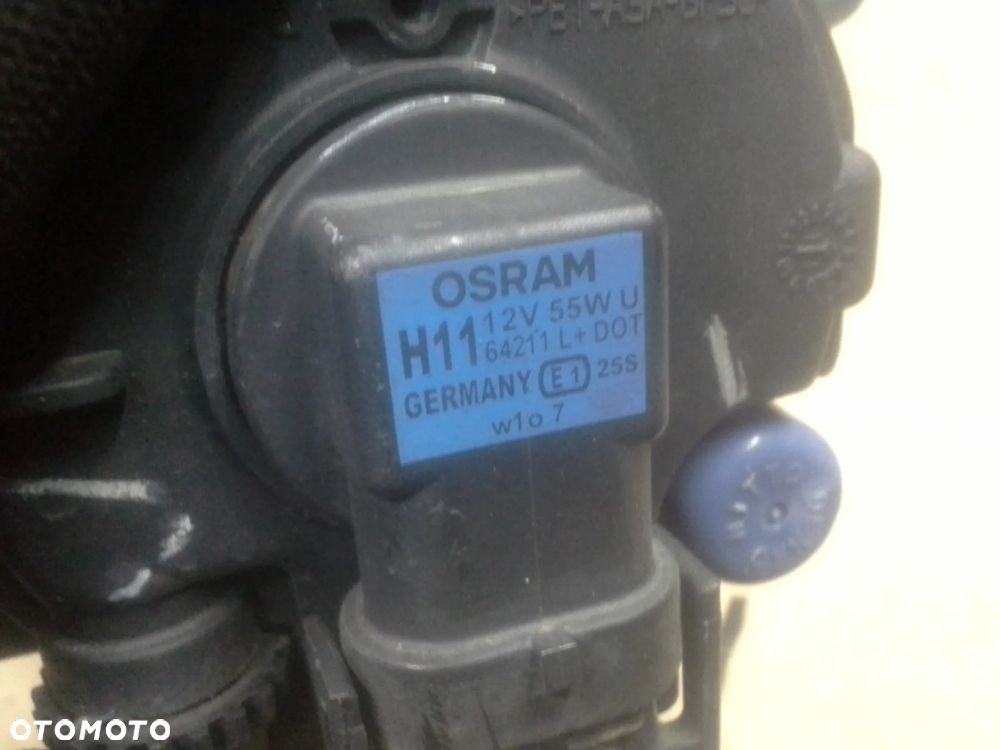 OSRAM
H11 12V 55W U
64211 L+ DOT
GERMANY E1 25S
w1o 7
OTOMOTO